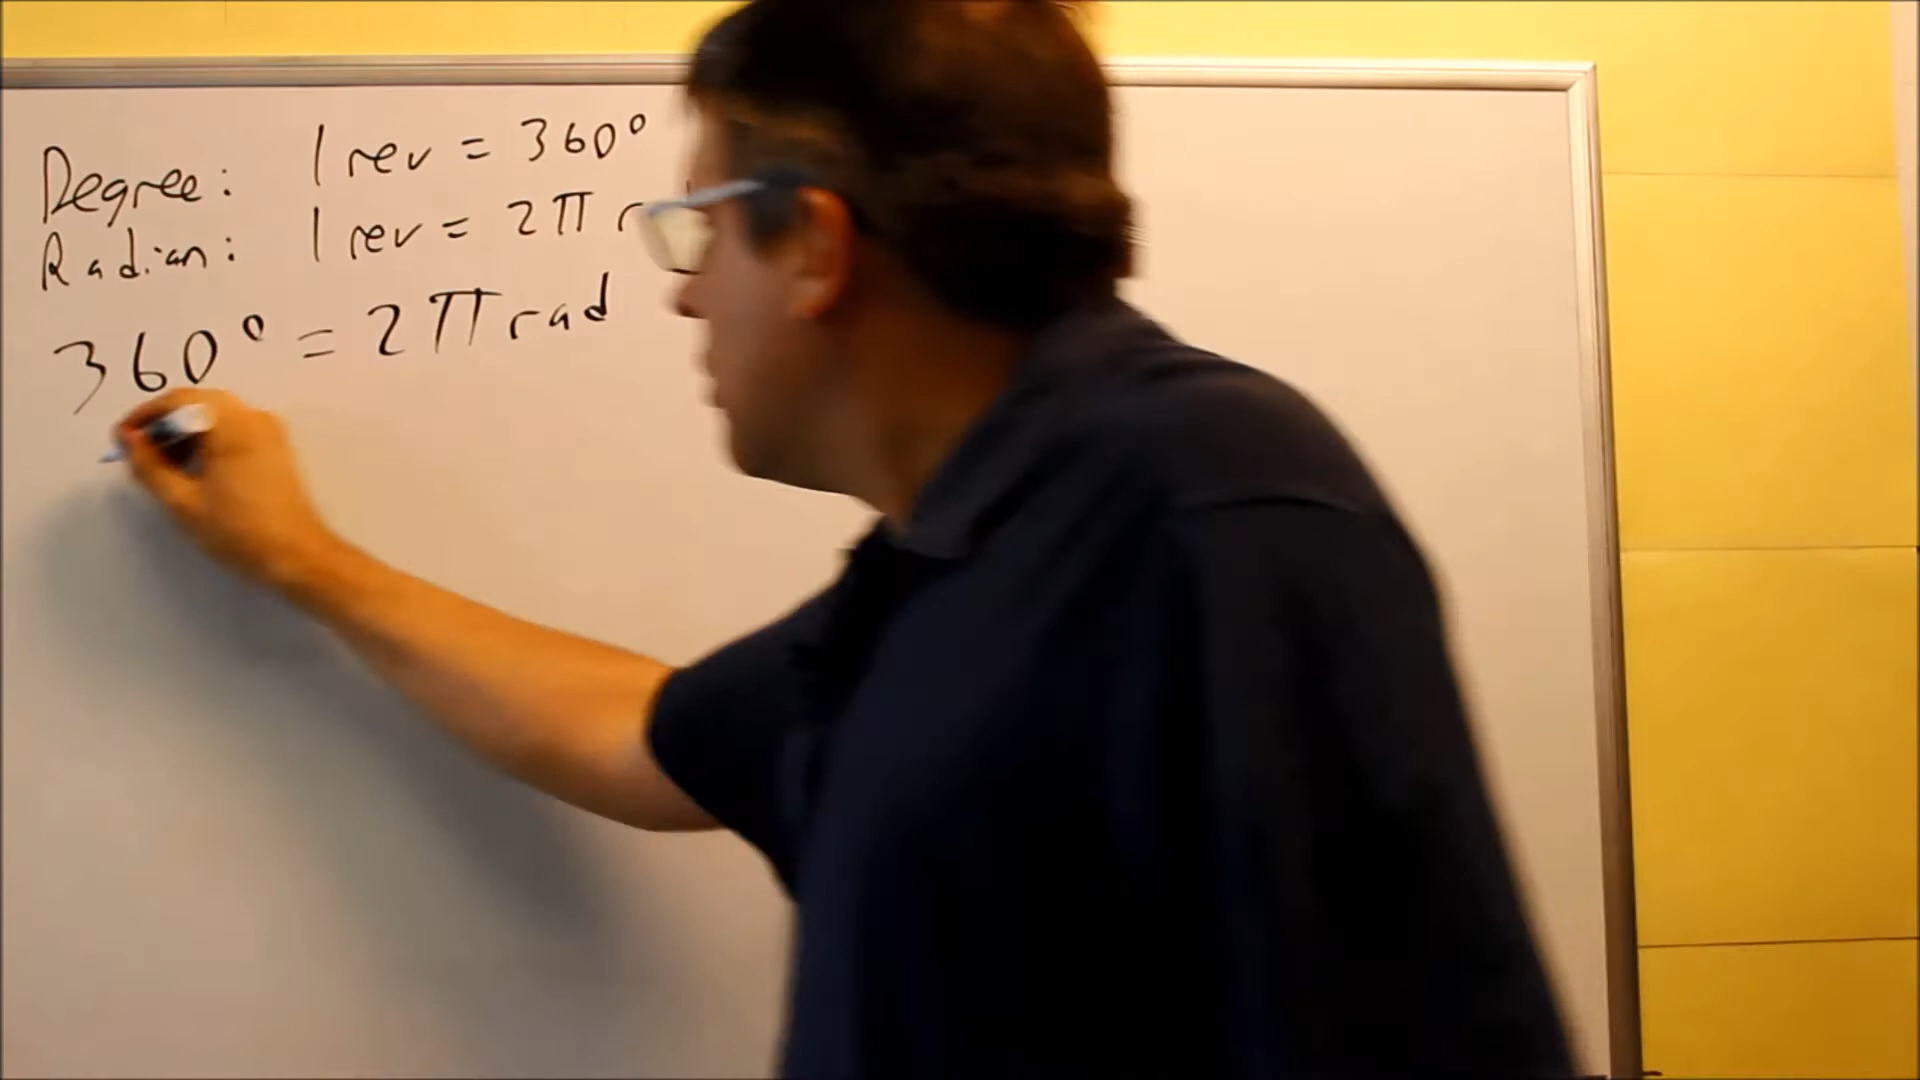 Degree: 1 rev = 360°
Radian: 1 rev = 2π r
360° = 2π rad